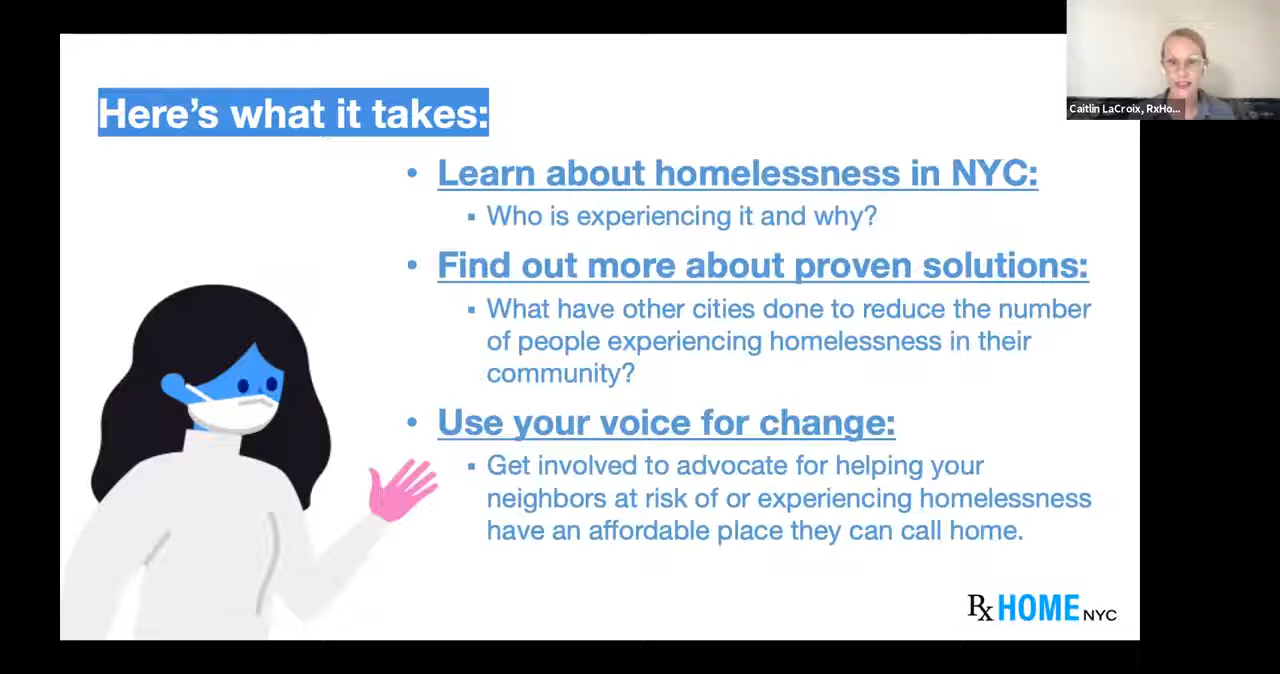 Here's what it takes:
• Learn about homelessness in NYC:
▪ Who is experiencing it and why?
• Find out more about proven solutions:
▪ What have other cities done to reduce the number
of people experiencing homelessness in their
community?
• Use your voice for change:
▪ Get involved to advocate for helping your
neighbors at risk of or experiencing homelessness
have an affordable place they can call home.
Rx HOME NYC
Caitlin LaCroix, RxHo...